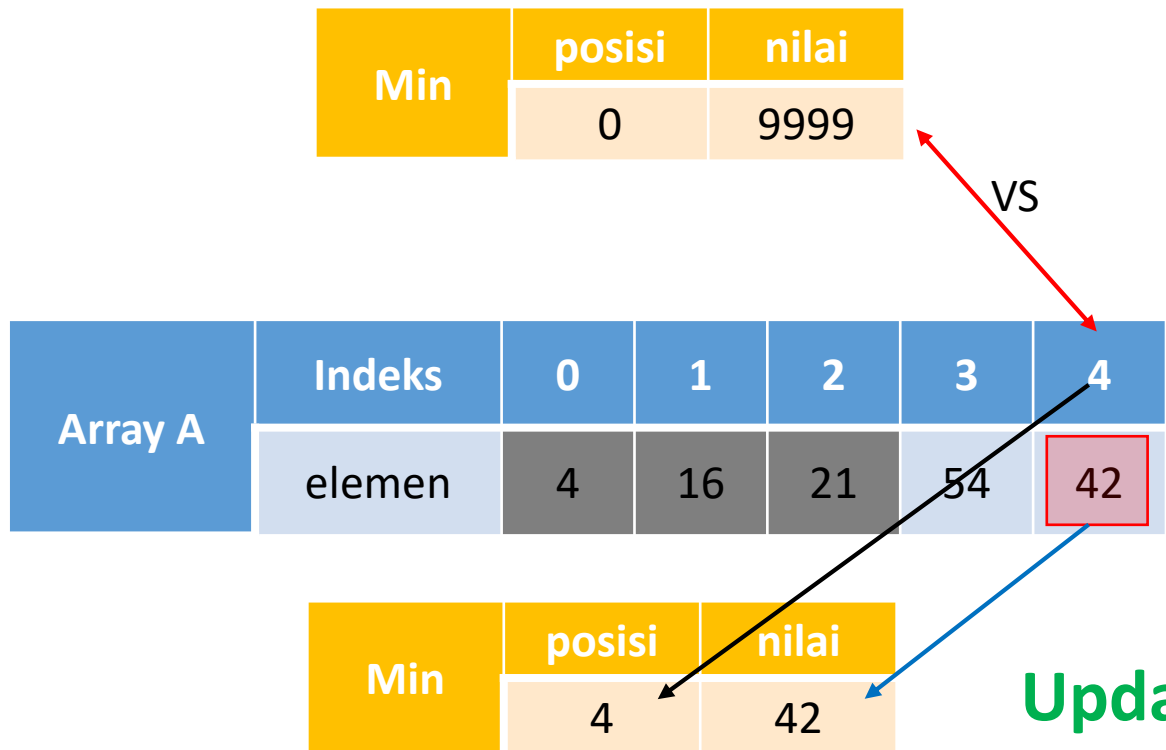 Min posisi nilai
0 9999
VS
Array A Indeks 0 1 2 3 4
elemen 4 16 21 54 42
Min posisi nilai
4 42
Upda